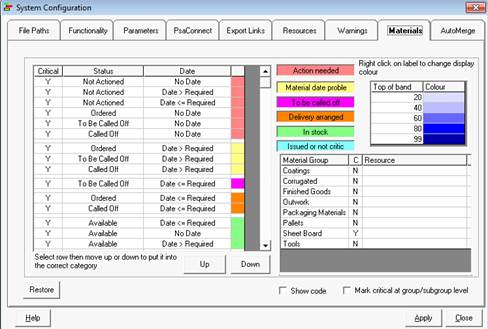 System Configuration
File Paths Functionality Parameters PsaConnect Export Links Resources Warnings Materials AutoMerge
Critical Status Date
Y Not Actioned No Date
Y Not Actioned Date > Required
Y Not Actioned Date <= Required
Y Ordered No Date
Y To Be Called Off No Date
Y Called Off No Date
Y Ordered Date > Required
Y To Be Called Off Date > Required
Y Called Off Date > Required
Y To Be Called Off Date <= Required
Y Ordered Date <= Required
Y Called Off Date <= Required
Y Available Date <= Required
Y Available No Date
Y Available Date > Required
Select row then move up or down to put it into
the correct category
Up Down
Action needed
Material date proble
To be called off
Delivery arranged
In stock
Issued or not critic
Right click on label to change display
colour
Top of band Colour
20
40
60
80
99
Material Group C Resource
Coatings N
Corrugated N
Finished Goods N
Outwork N
Packaging Materials N
Pallets N
Sheet Board Y
Tools N
Restore
Show code Mark critical at group/subgroup level
Help Apply Close